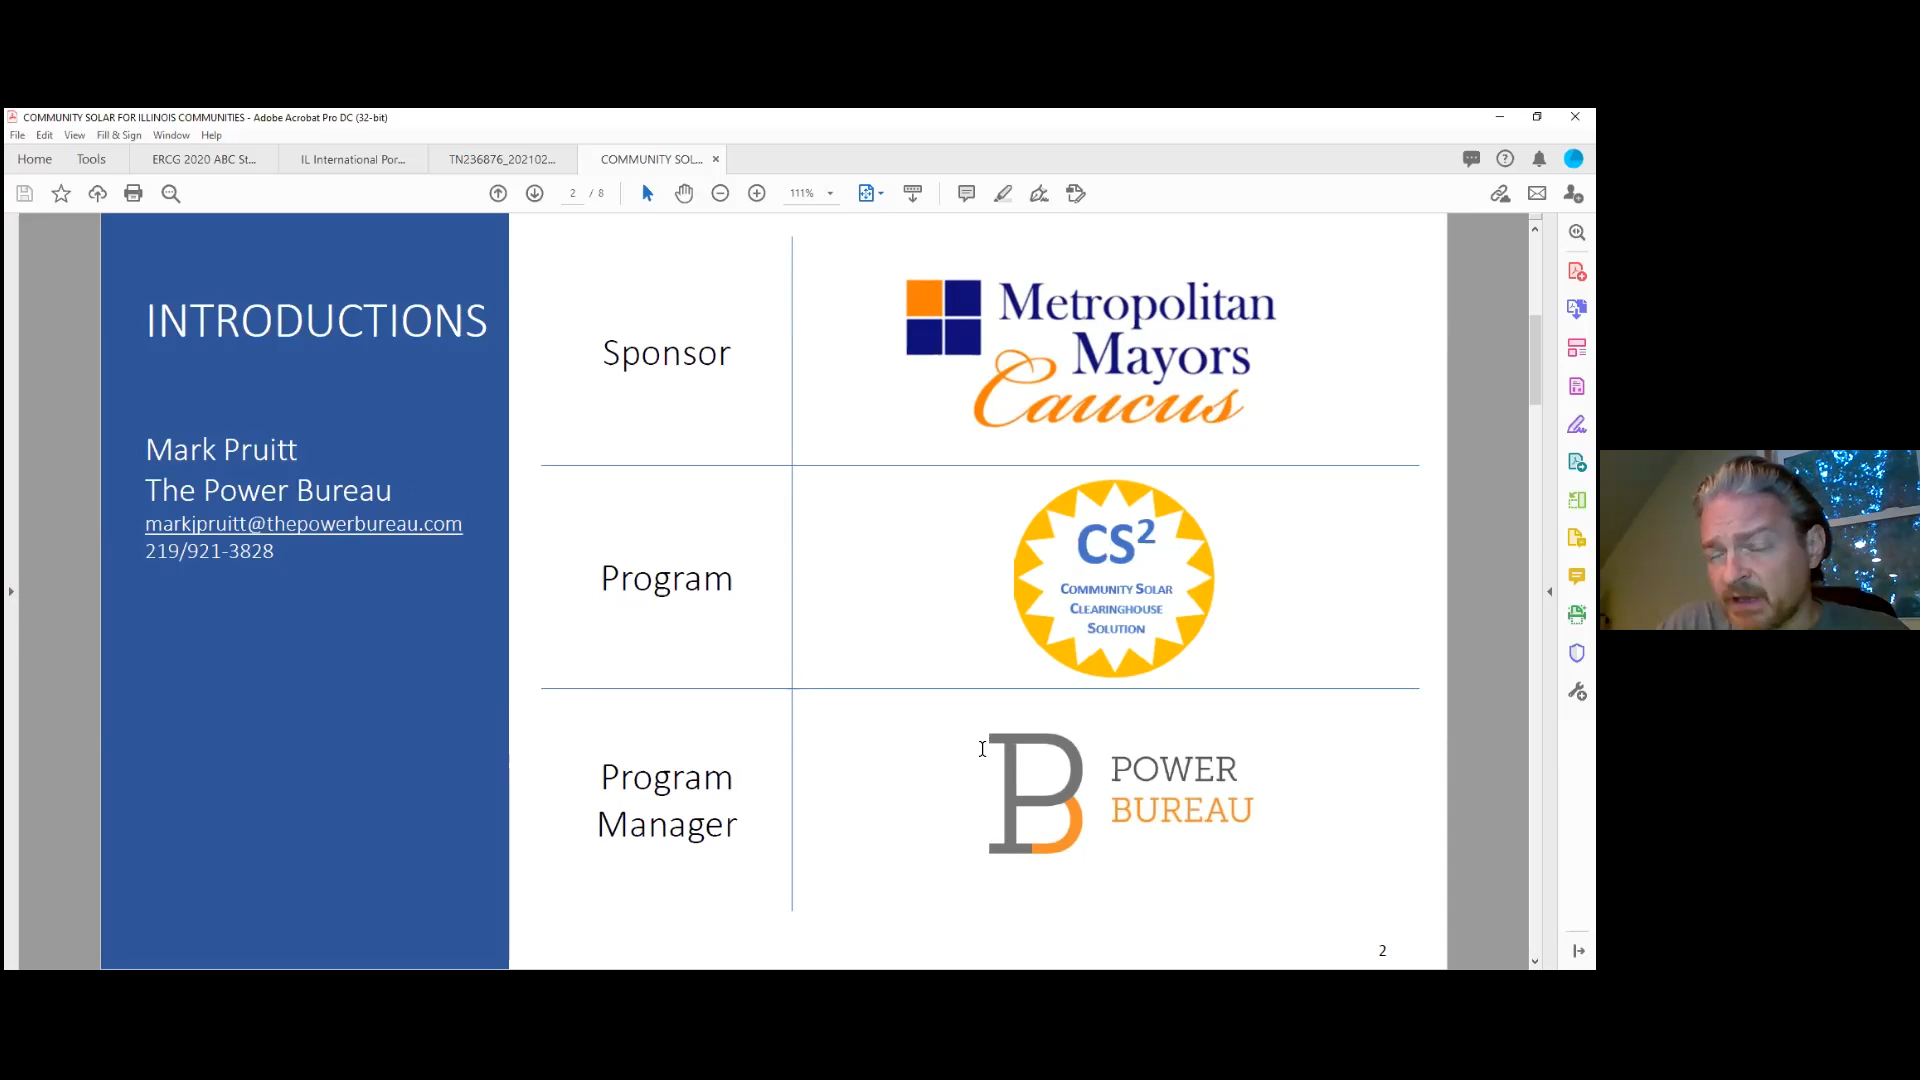 COMMUNITY SOLAR FOR ILLINOIS COMMUNITIES - Adobe Acrobat Pro DC (32-bit)
File Edit View Fill & Sign Window Help
Home Tools ERCG 2020 ABC St... IL International Por... TN236876_202102... COMMUNITY SOL... ×
2 / 8 111%
INTRODUCTIONS
Mark Pruitt
The Power Bureau
markjpruitt@thepowerbureau.com
219/921-3828
Sponsor
Metropolitan
Mayors
Caucus
Program
CS²
COMMUNITY SOLAR
CLEARINGHOUSE
SOLUTION
Program
Manager
PB
POWER
BUREAU
2